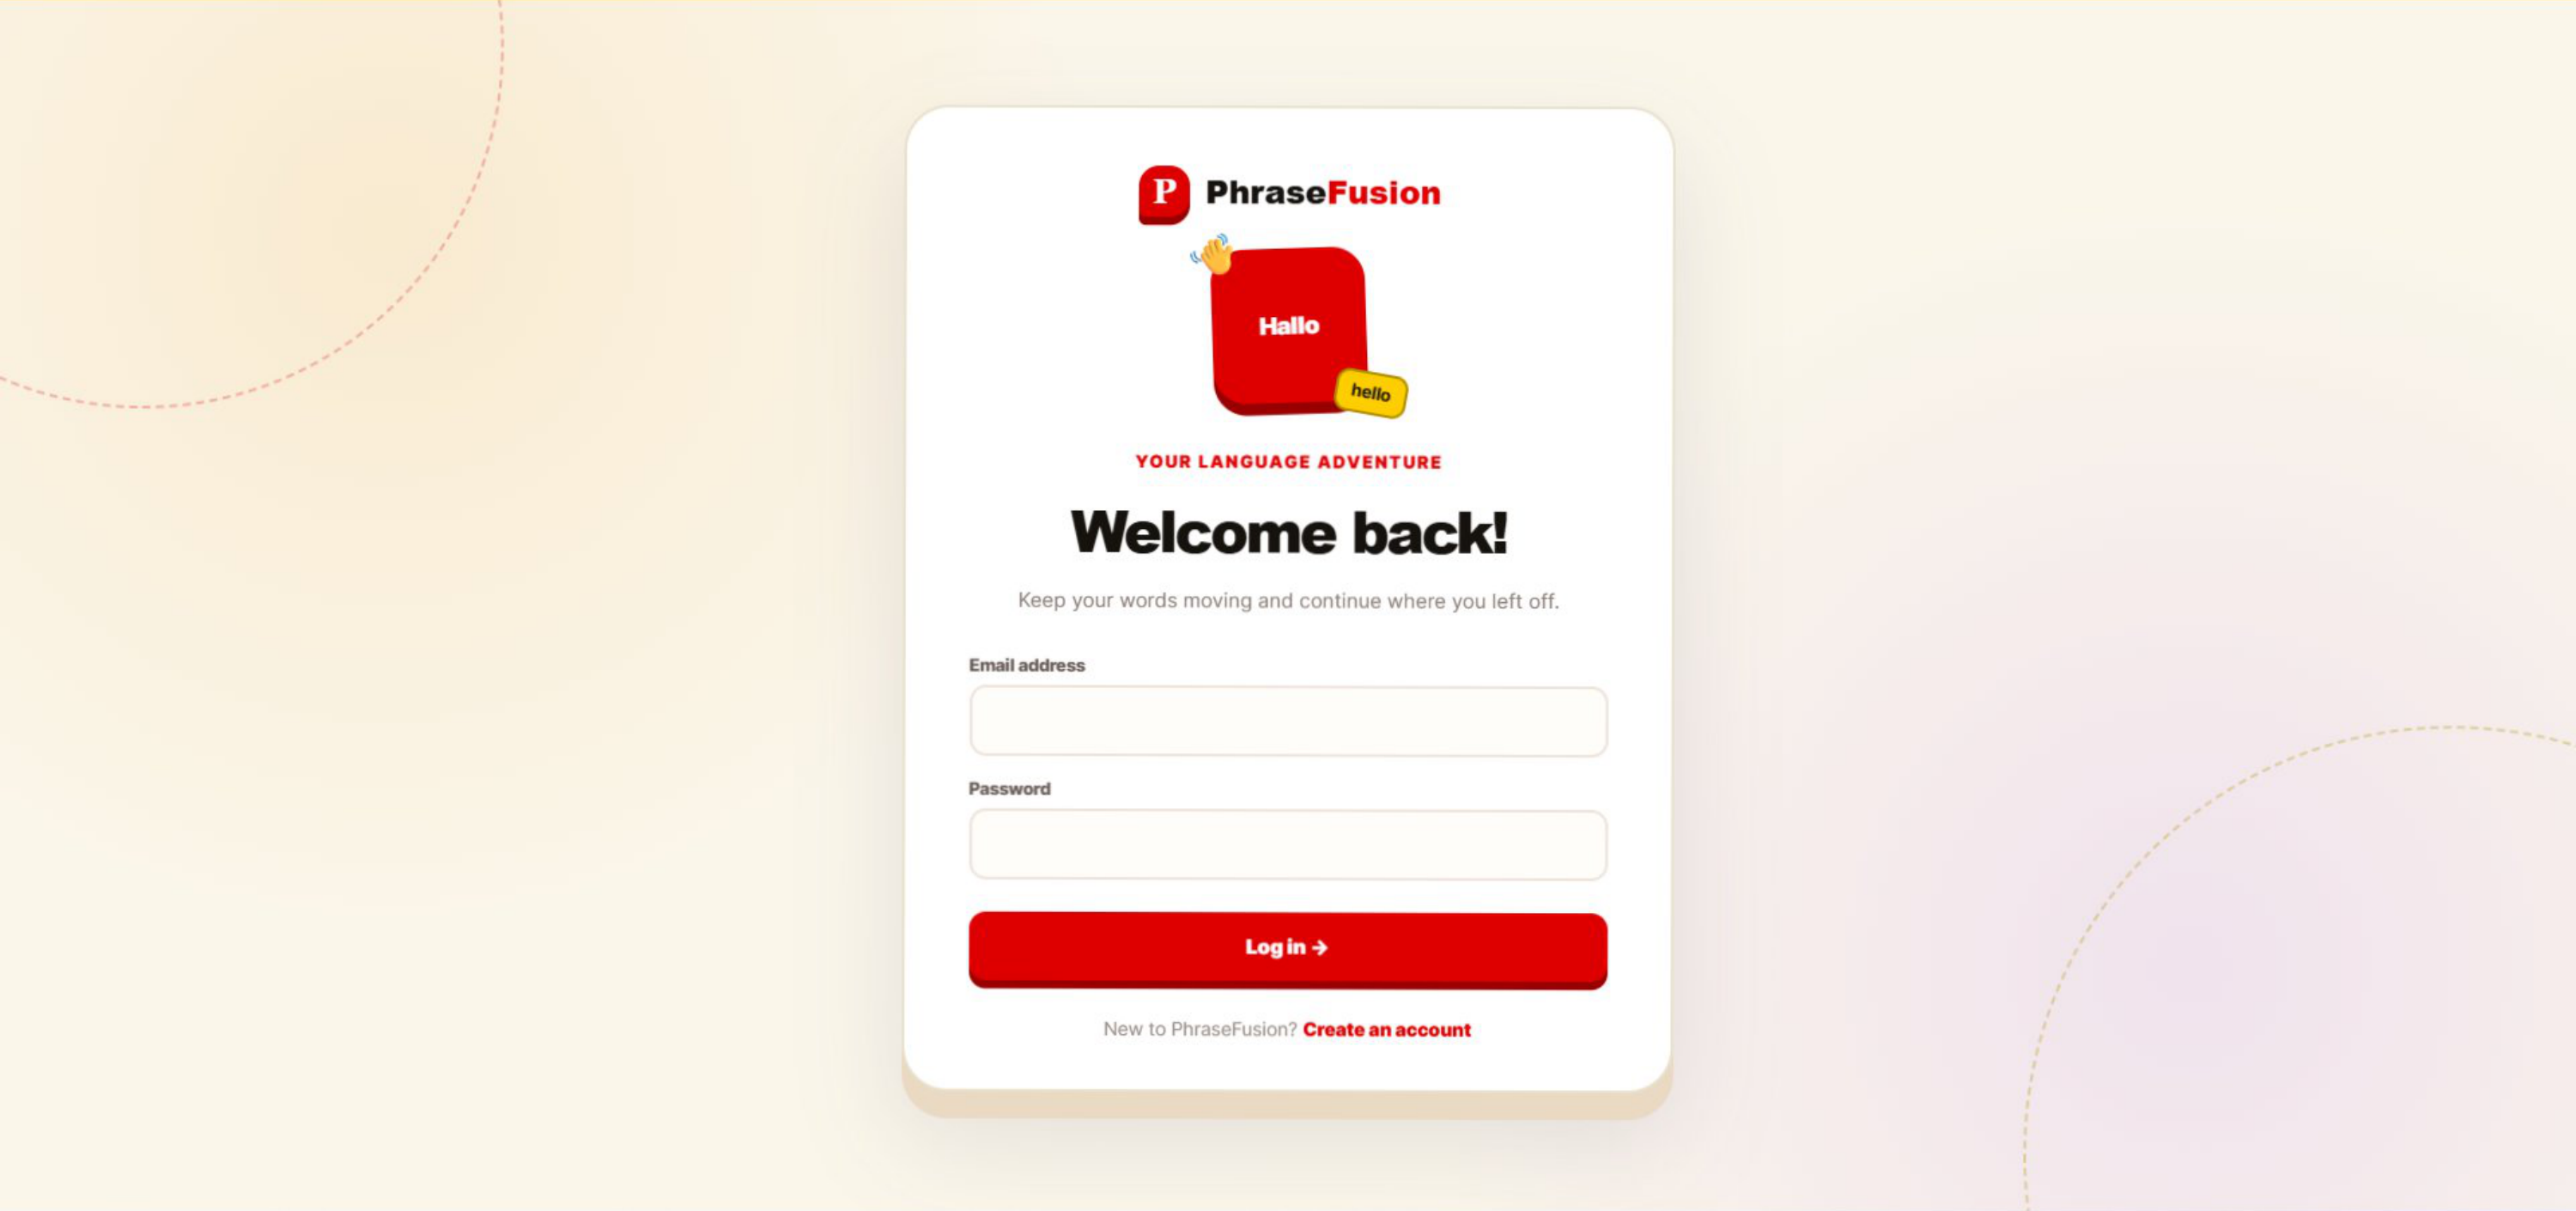 P PhraseFusion
Hallo
hello
YOUR LANGUAGE ADVENTURE
Welcome back!
Keep your words moving and continue where you left off.
Email address
Password
Log in →
New to PhraseFusion? Create an account